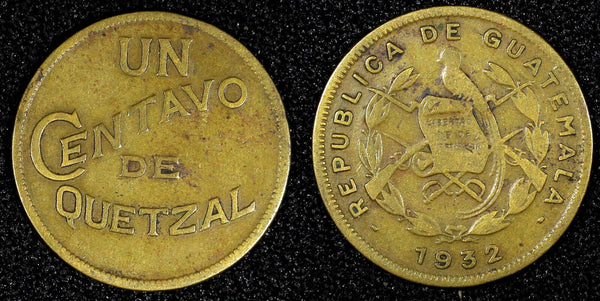 UN
CENTAVO
DE
QUETZAL
REPUBLICA DE GUATEMALA
1932